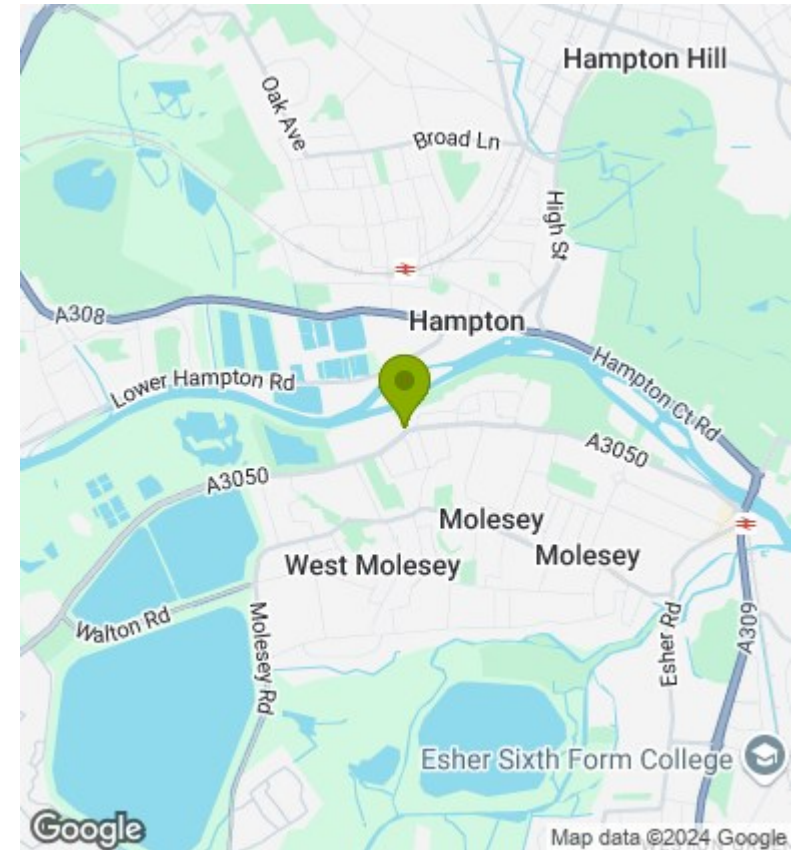 Hampton Hill
Oak Ave
Broad Ln
High St
A308
Hampton
Lower Hampton Rd
Hampton Ct Rd
A3050
A3050
Molesey
West Molesey
Molesey
Walton Rd
Molesey Rd
Esher Rd
A309
Esher Sixth Form College
Google
Map data ©2024 Google